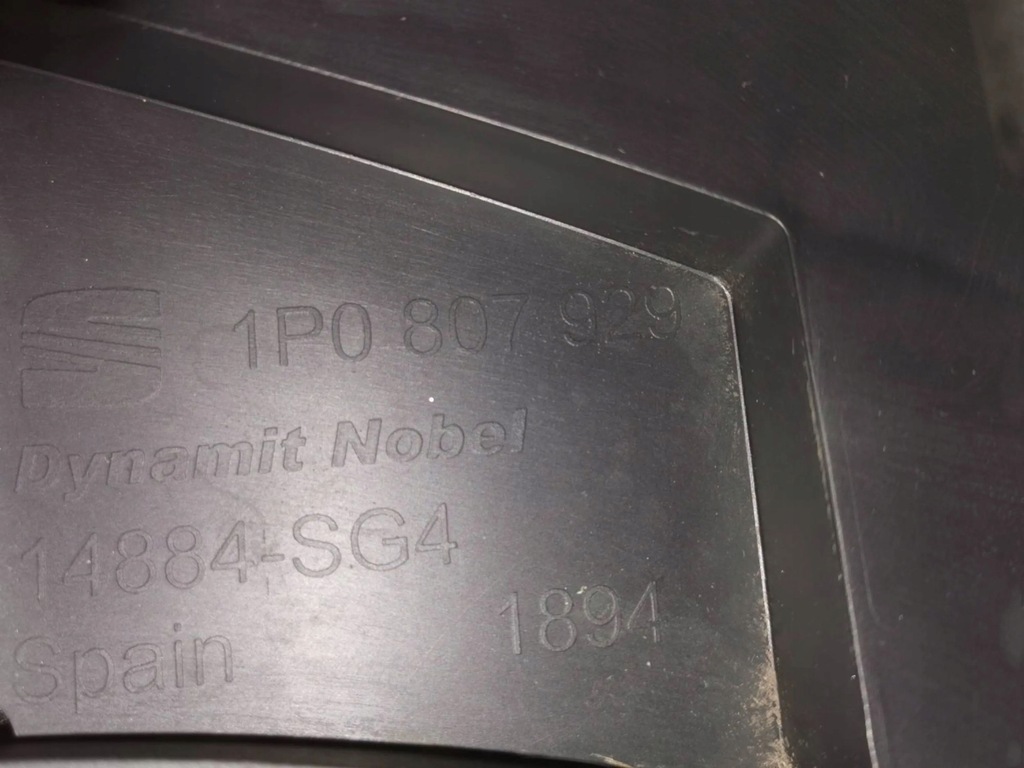 1P0 807 929
Dynamit Nobel
14884-SG4
1894
Spain